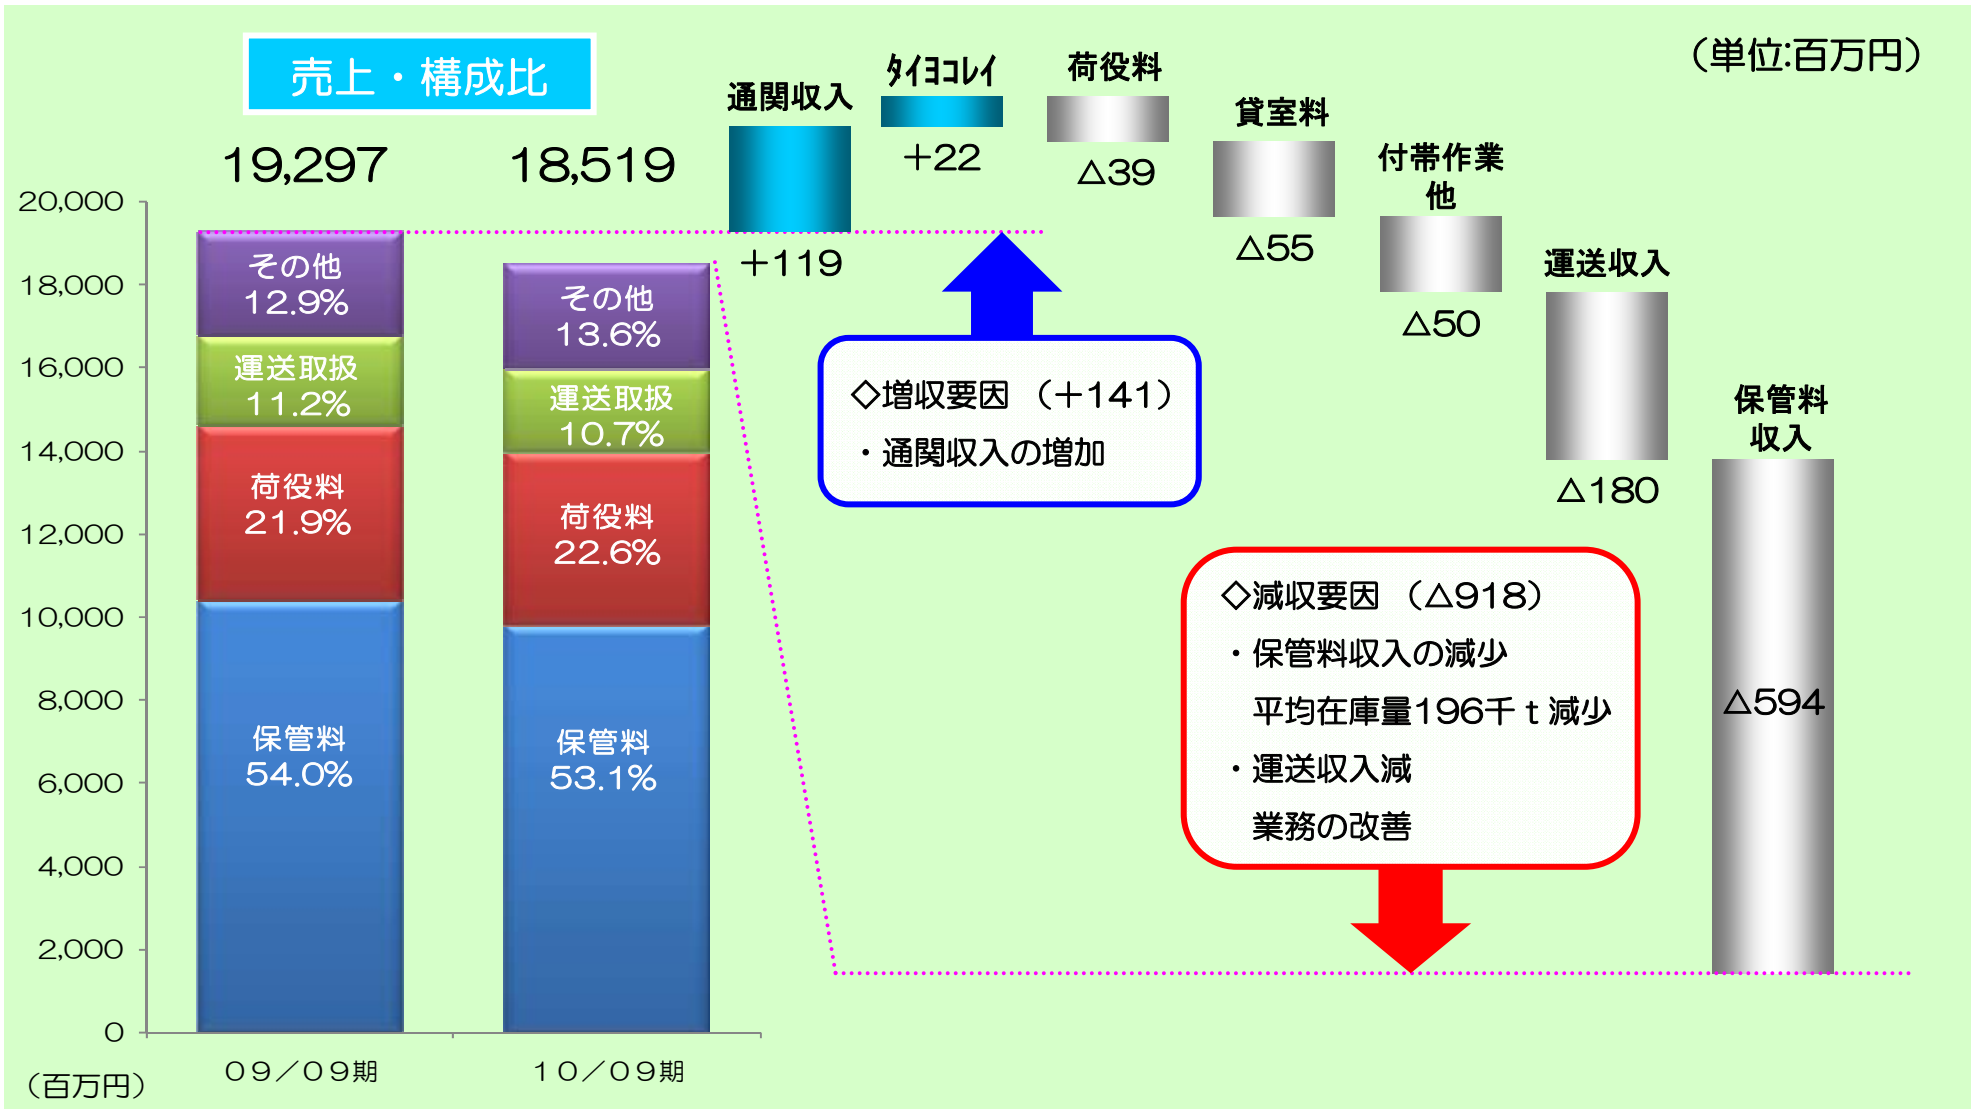 売上・構成比
(単位:百万円)
19,297
18,519
20,000
18,000
16,000
14,000
12,000
10,000
8,000
6,000
4,000
2,000
0
(百万円)
その他
12.9%
運送取扱
11.2%
荷役料
21.9%
保管料
54.0%
09／09期
その他
13.6%
運送取扱
10.7%
荷役料
22.6%
保管料
53.1%
10／09期
通関収入
+119
ﾀｲﾖｺﾚｲ
+22
荷役料
△39
貸室料
△55
付帯作業
他
△50
運送収入
△180
保管料
収入
△594
◇増収要因 （+141）
・通関収入の増加
◇減収要因 （△918）
・保管料収入の減少
平均在庫量196千ｔ減少
・運送収入減
業務の改善